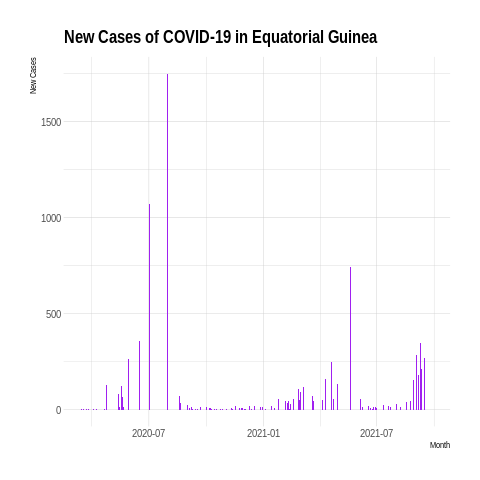 New Cases of COVID-19 in Equatorial Guinea
New Cases
1500
1000
500
0
2020-07 2021-01 2021-07
Month